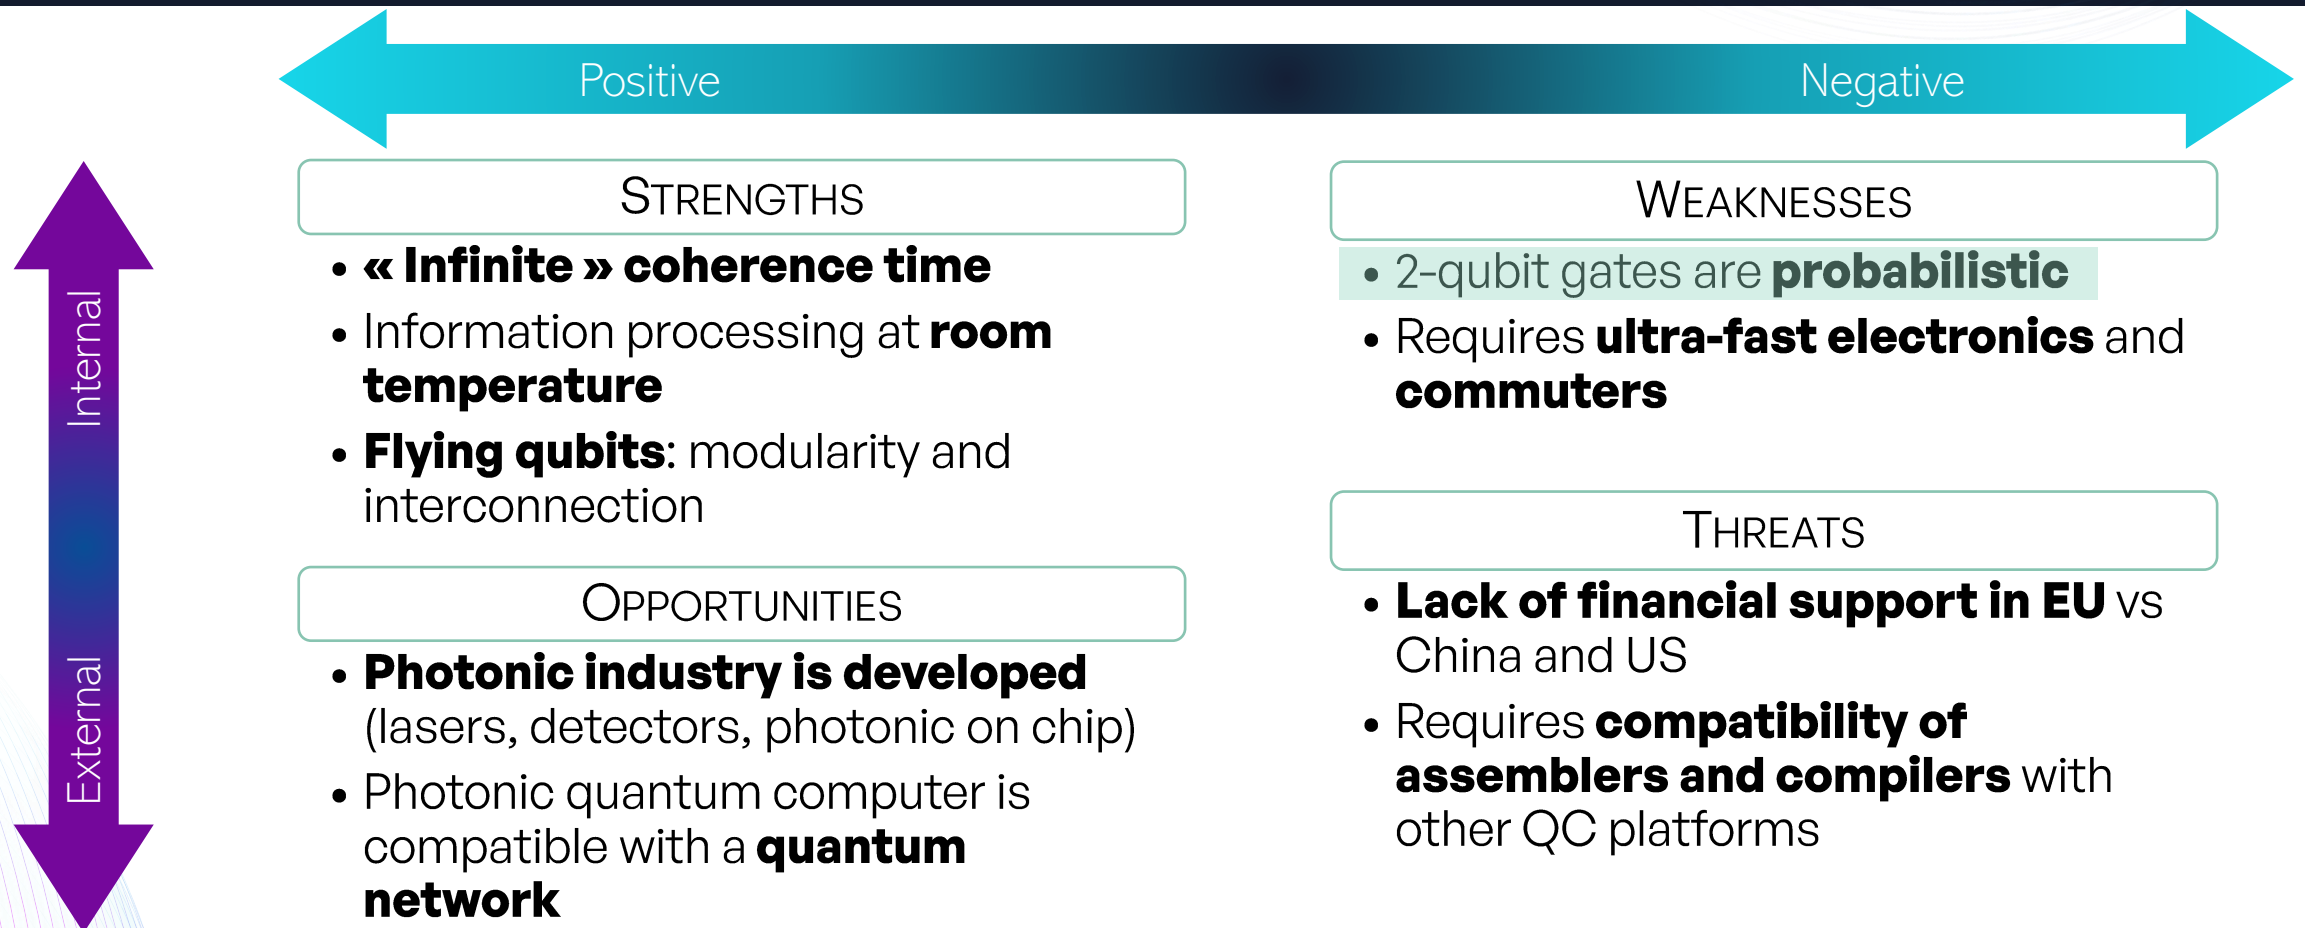 Positive
Negative
Internal
External
STRENGTHS
• « Infinite » coherence time
• Information processing at room
temperature
• Flying qubits: modularity and
interconnection
WEAKNESSES
• 2-qubit gates are probabilistic
• Requires ultra-fast electronics and
commuters
OPPORTUNITIES
• Photonic industry is developed
(lasers, detectors, photonic on chip)
• Photonic quantum computer is
compatible with a quantum
network
THREATS
• Lack of financial support in EU vs
China and US
• Requires compatibility of
assemblers and compilers with
other QC platforms